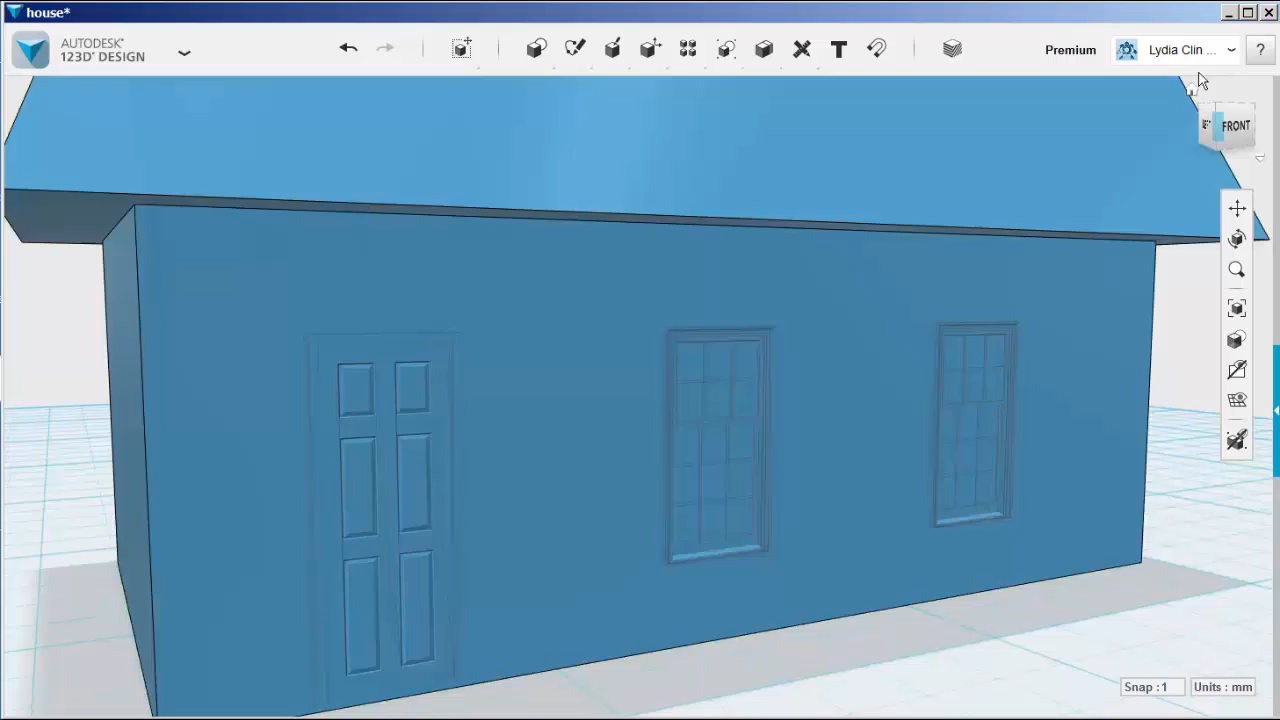 house*
AUTODESK®
123D® DESIGN
Premium
Lydia Clin ...
?
FRONT
Snap : 1
Units : mm